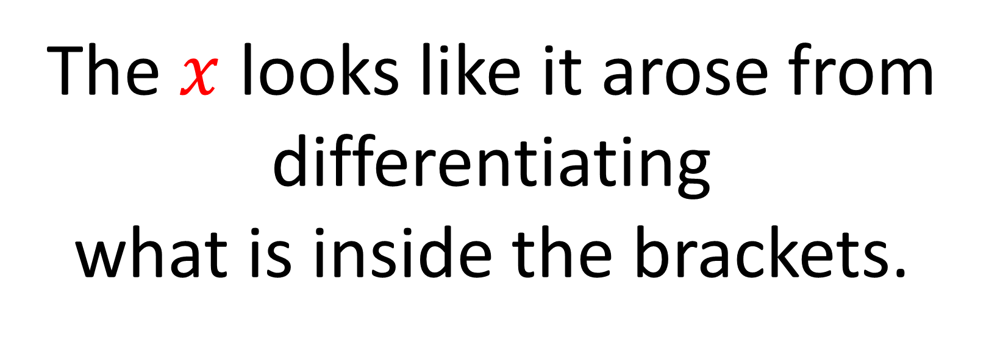 The x looks like it arose from
differentiating
what is inside the brackets.